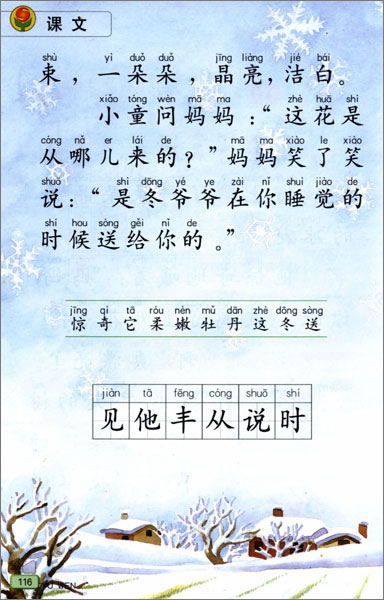 课文
shù yì duǒ duǒ jīng liàng jié bái
束，一朵朵，晶亮，洁白。
xiǎo tóng wèn mā ma zhè huā shì
小童问妈妈：“这花是
cóng nǎ er lái de mā ma xiào le xiào
从哪儿来的？”妈妈笑了笑
shuō shì dōng yé ye zài nǐ shuì jiào de
说：“是冬爷爷在你睡觉的
shí hou sòng gěi nǐ de
时候送给你的。”
jīng qí tā róu nèn mǔ dān zhè dōng sòng
惊奇它柔嫩牡丹这冬送
jiàn tā fēng cóng shuō shí
见他丰从说时
116